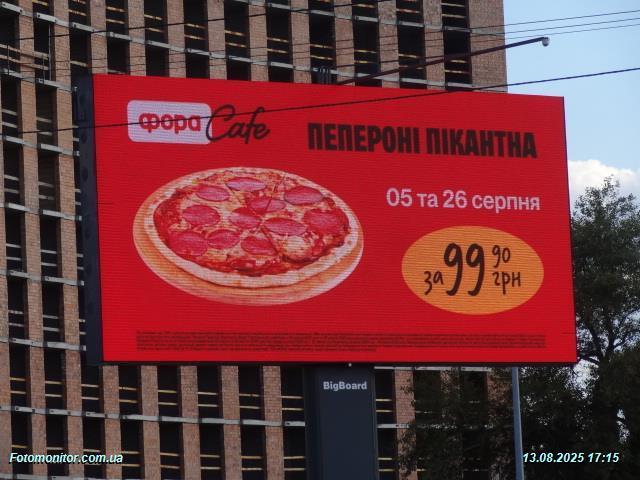 фора Cafe
ПЕПЕРОНІ ПІКАНТНА
05 та 26 серпня
за 99 90 грн
BigBoard
Fotomonitor.com.ua
13.08.2025 17:15